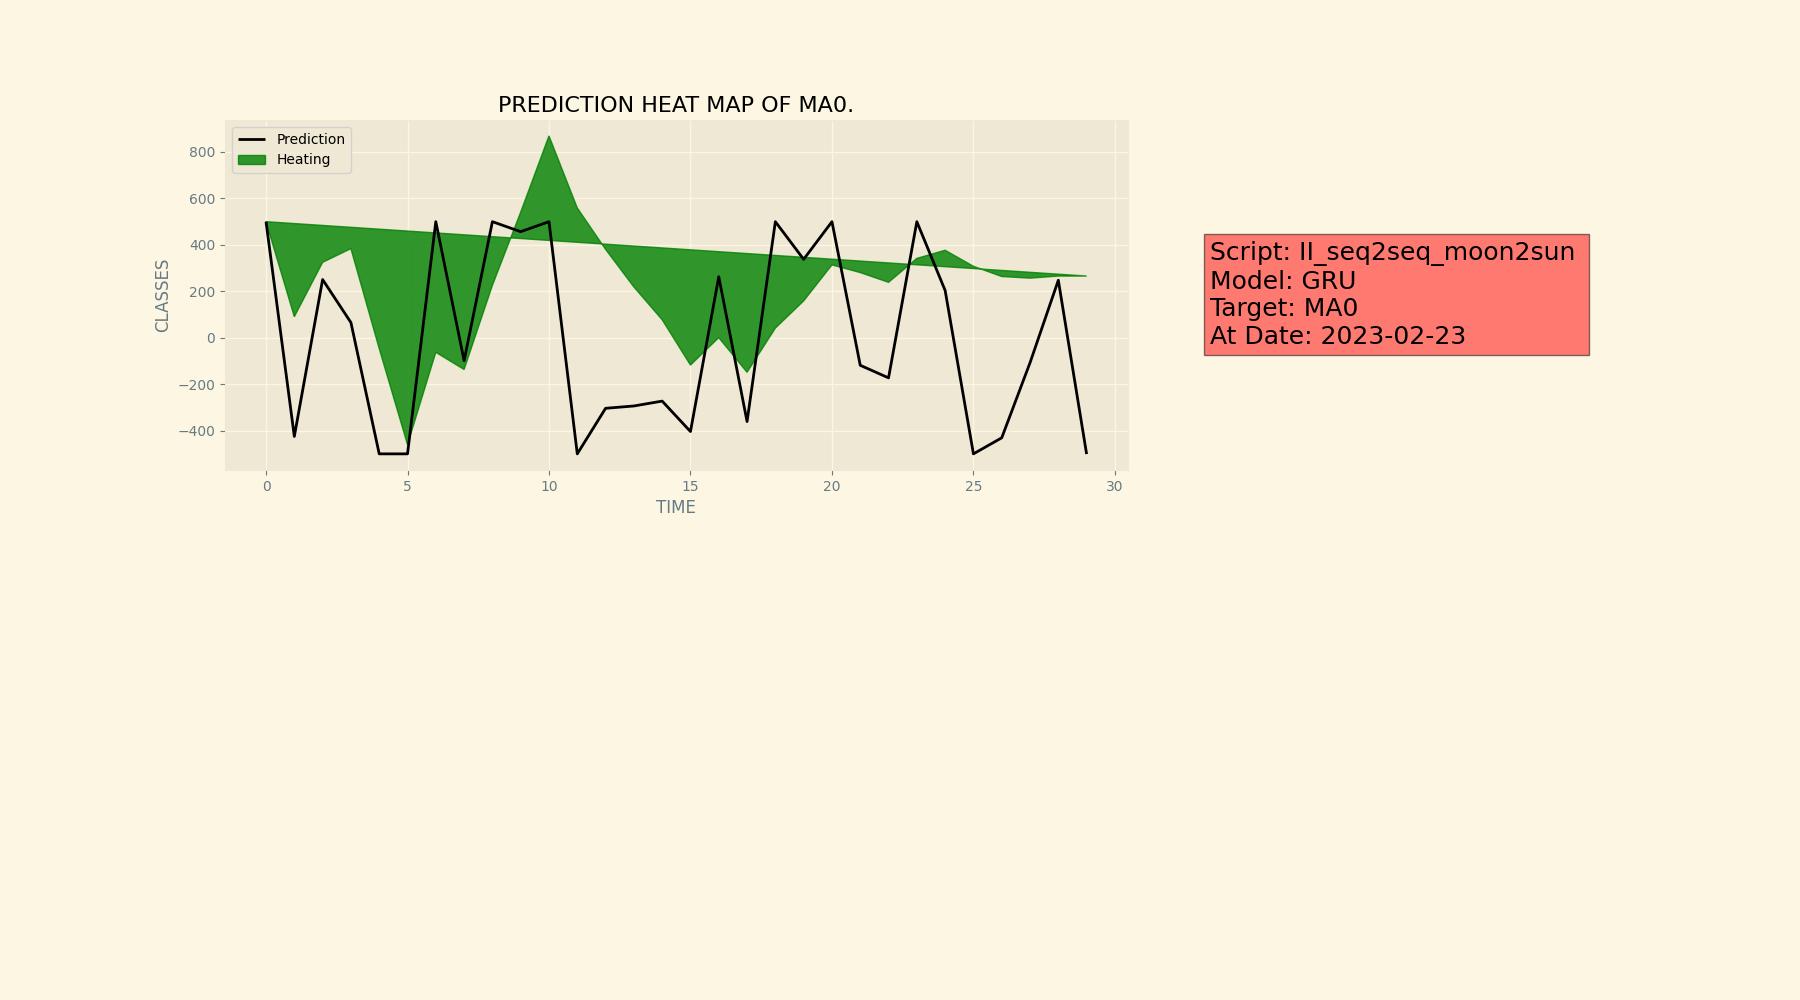 PREDICTION HEAT MAP OF MA0.
Prediction
Heating
800
600
400
200
0
−200
−400
CLASSES
0 5 10 15 20 25 30
TIME
Script: II_seq2seq_moon2sun
Model: GRU
Target: MA0
At Date: 2023-02-23